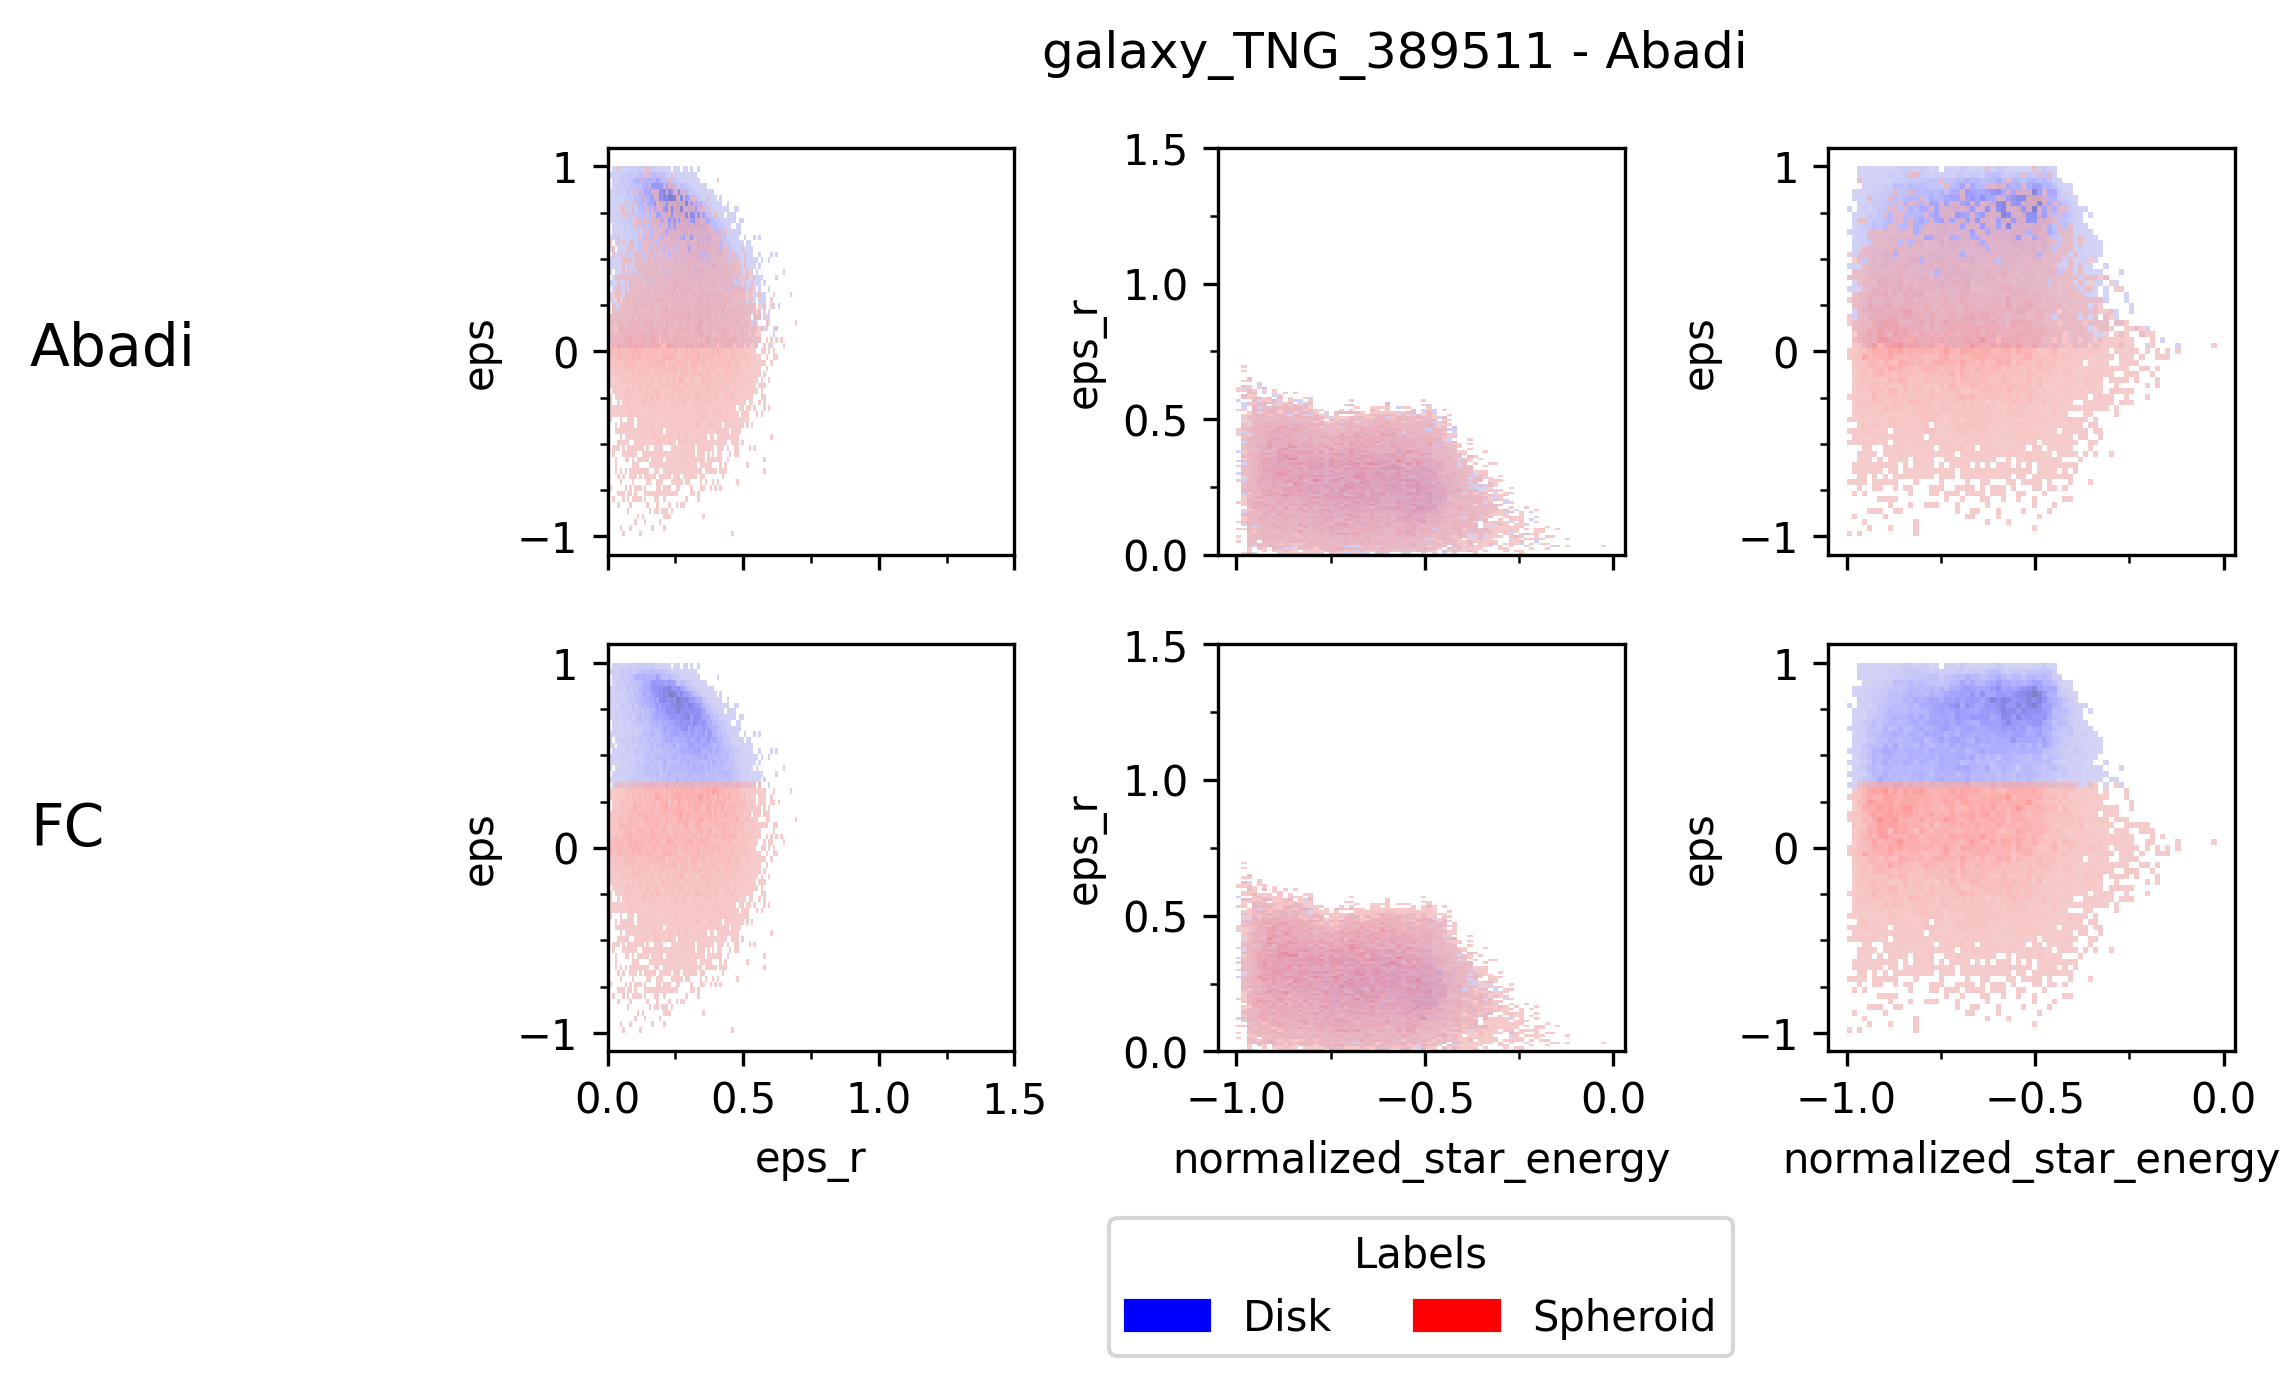 galaxy_TNG_389511 - Abadi
Abadi
eps
1
0
−1
eps_r
1.5
1.0
0.5
0.0
eps
1
0
−1
FC
eps
1
0
−1
0.0 0.5 1.0 1.5
eps_r
eps_r
1.5
1.0
0.5
0.0
−1.0 −0.5 0.0
normalized_star_energy
eps
1
0
−1
−1.0 −0.5 0.0
normalized_star_energy
Labels
Disk Spheroid